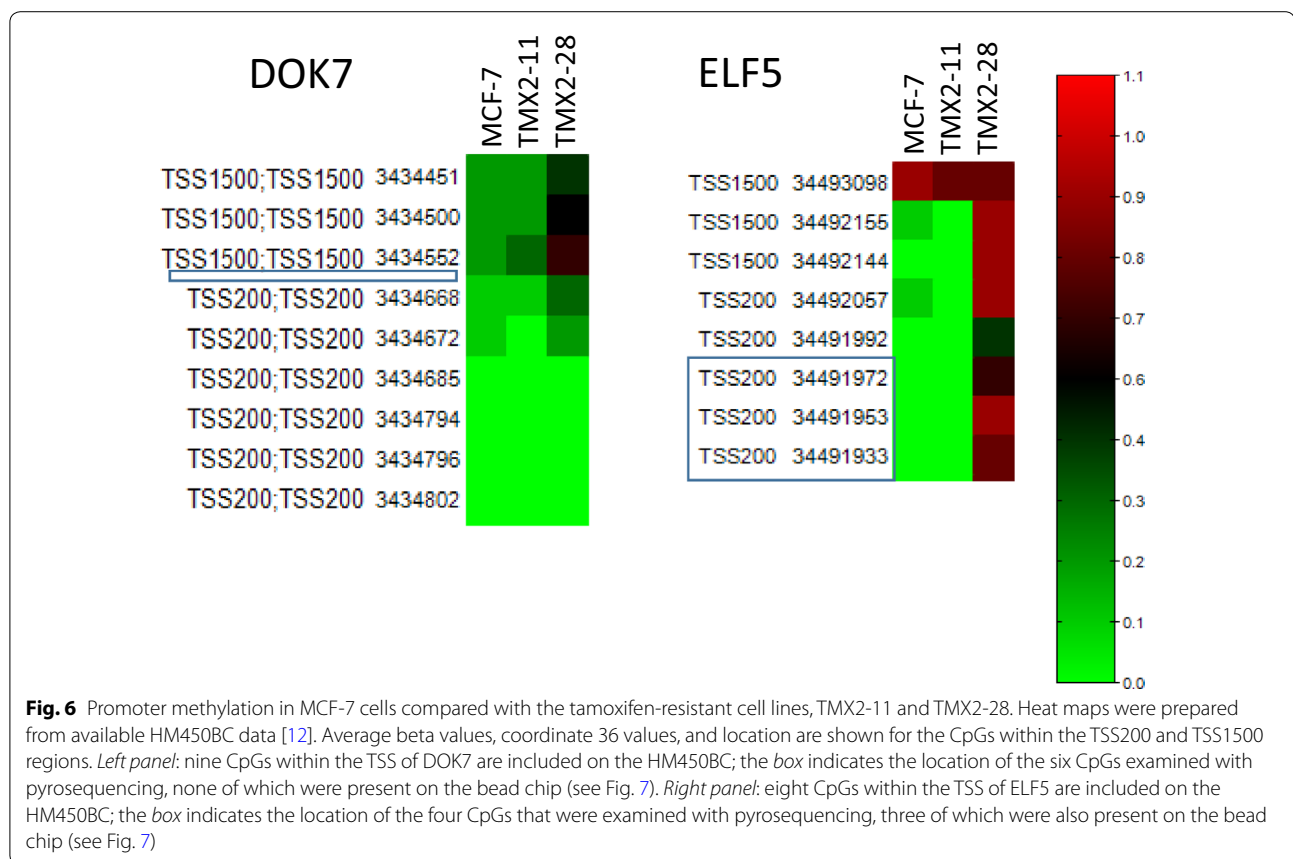 DOK7
MCF-7
TMX2-11
TMX2-28
TSS1500;TSS1500 3434451
TSS1500;TSS1500 3434500
TSS1500;TSS1500 3434552
TSS200;TSS200 3434668
TSS200;TSS200 3434672
TSS200;TSS200 3434685
TSS200;TSS200 3434794
TSS200;TSS200 3434796
TSS200;TSS200 3434802
ELF5
MCF-7
TMX2-11
TMX2-28
TSS1500 34493098
TSS1500 34492155
TSS1500 34492144
TSS200 34492057
TSS200 34491992
TSS200 34491972
TSS200 34491953
TSS200 34491933
1.1
1.0
0.9
0.8
0.7
0.6
0.4
0.3
0.2
0.1
0.0
Fig. 6 Promoter methylation in MCF-7 cells compared with the tamoxifen-resistant cell lines, TMX2-11 and TMX2-28. Heat maps were prepared
from available HM450BC data [12]. Average beta values, coordinate 36 values, and location are shown for the CpGs within the TSS200 and TSS1500
regions. Left panel: nine CpGs within the TSS of DOK7 are included on the HM450BC; the box indicates the location of the six CpGs examined with
pyrosequencing, none of which were present on the bead chip (see Fig. 7). Right panel: eight CpGs within the TSS of ELF5 are included on the
HM450BC; the box indicates the location of the four CpGs that were examined with pyrosequencing, three of which were also present on the bead
chip (see Fig. 7)